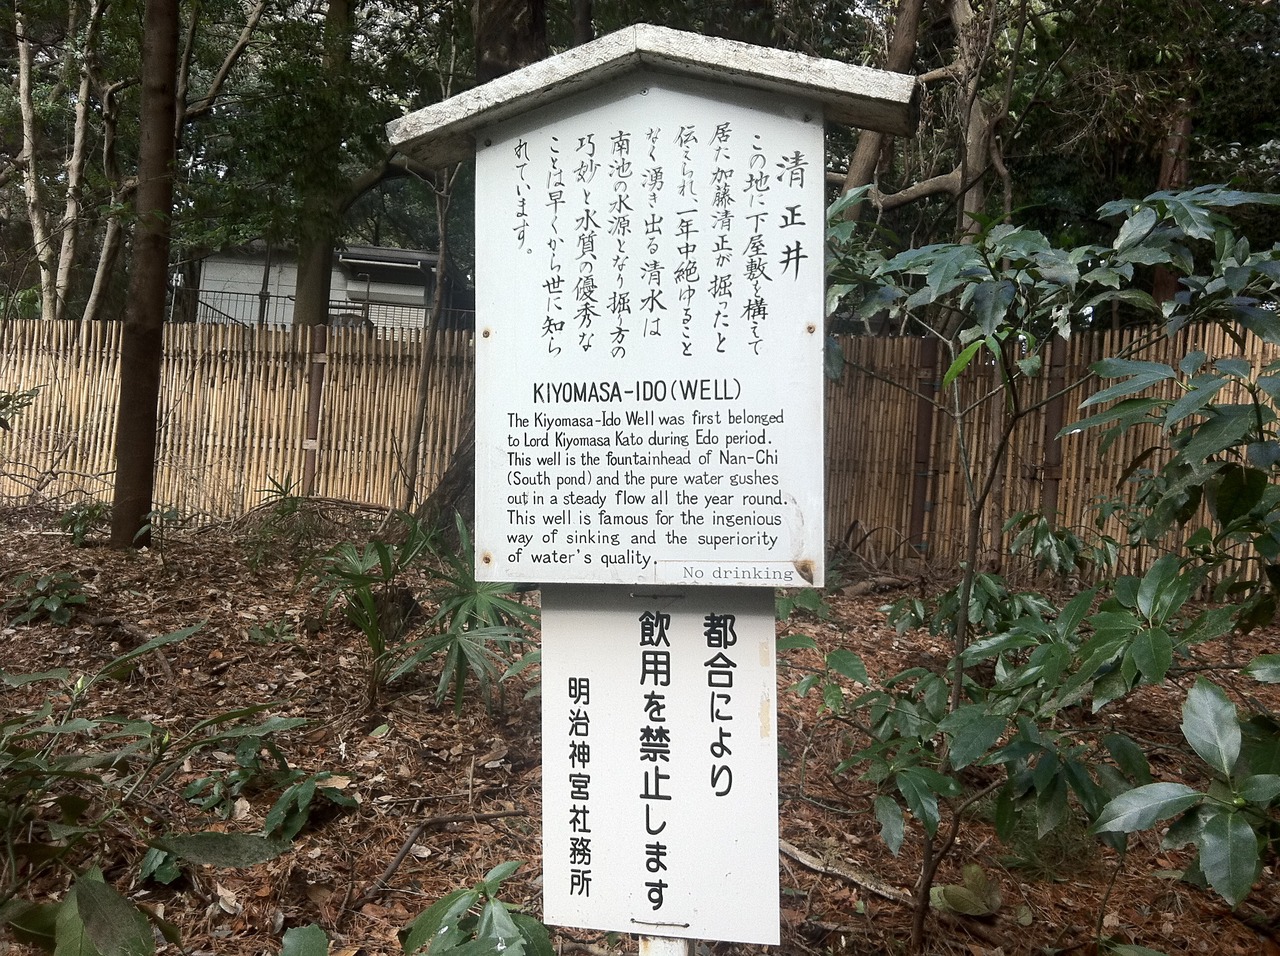 清正井
この地に下屋敷を構えて
居た加藤清正が掘ったと
伝えられ、一年中絶ゆること
なく湧き出る清水は
南池の水源となり掘り方の
巧妙と水質の優秀な
ことは早くから世に知ら
れています。
KIYOMASA-IDO(WELL)
The Kiyomasa-Ido Well was first belonged
to Lord Kiyomasa Kato during Edo period.
This well is the fountainhead of Nan-Chi
(South pond) and the pure water gushes
out in a steady flow all the year round.
This well is famous for the ingenious
way of sinking and the superiority
of water's quality.
No drinking
都合により
飲用を禁止します
明治神宮社務所